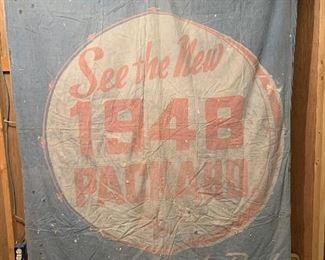 See the New
1948
PACKARD